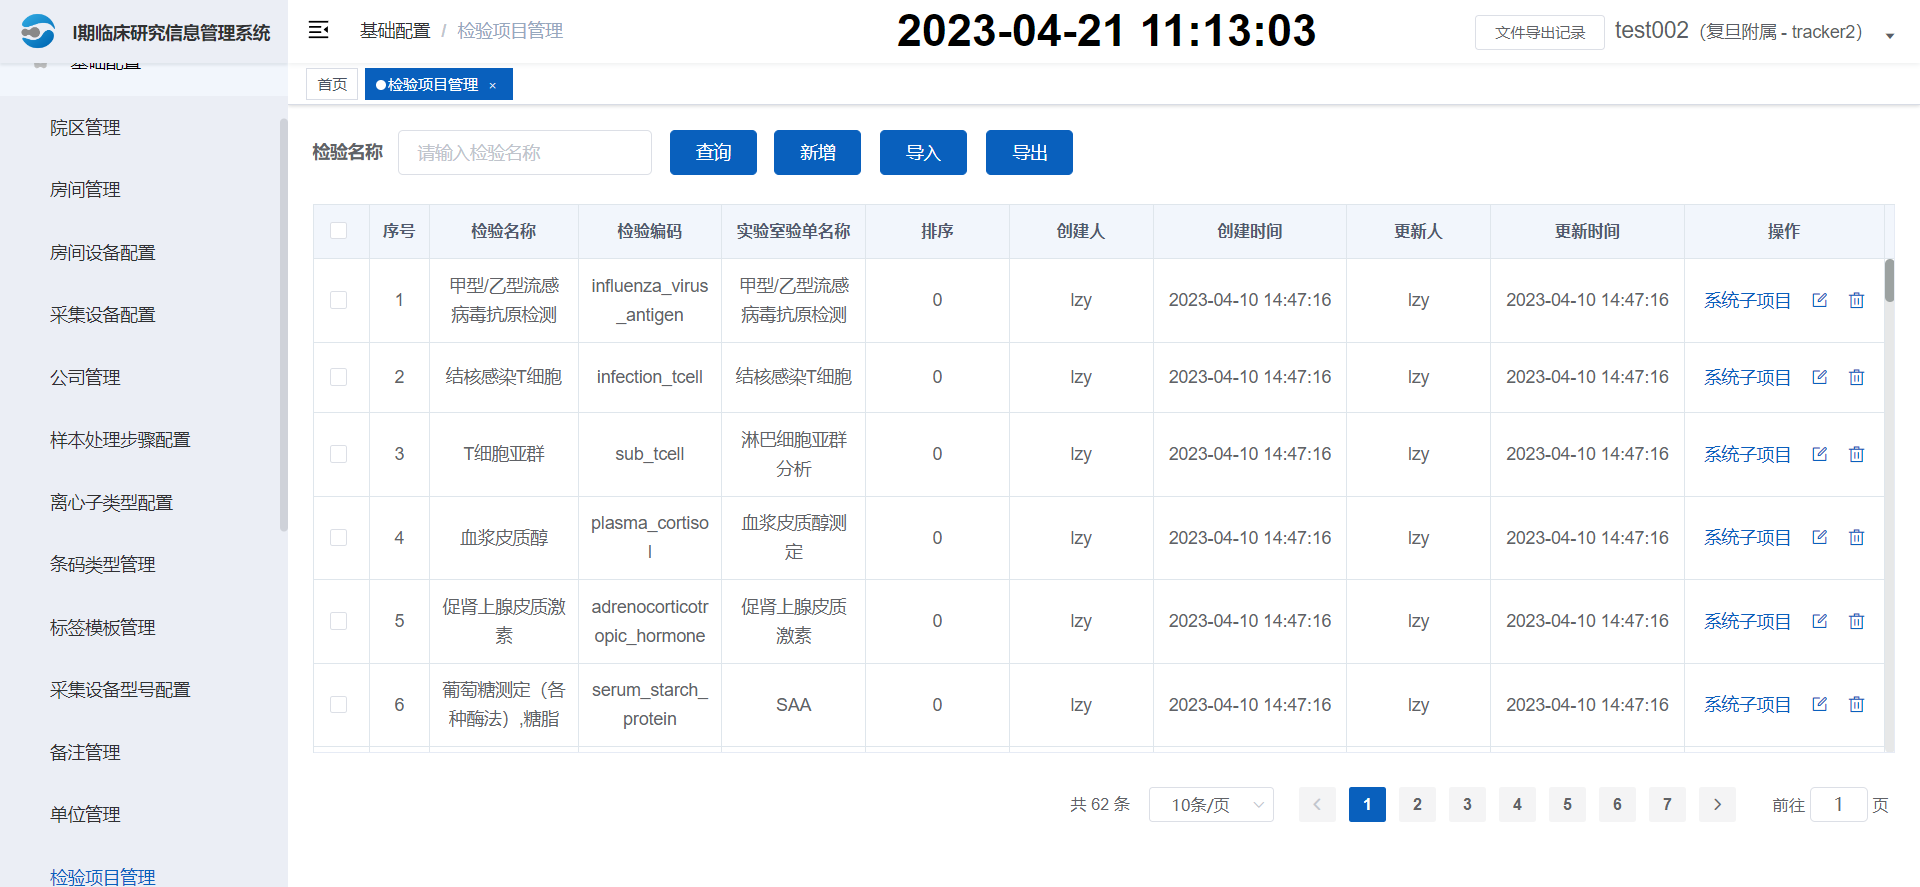 I期临床研究信息管理系统
基础配置 / 检验项目管理
2023-04-21 11:13:03
文件导出记录
test002（复旦附属 - tracker2）
基础配置
首页
检验项目管理 ×
院区管理
房间管理
房间设备配置
采集设备配置
公司管理
样本处理步骤配置
离心子类型配置
条码类型管理
标签模板管理
采集设备型号配置
备注管理
单位管理
检验项目管理
检验名称 请输入检验名称 查询 新增 导入 导出
序号 检验名称 检验编码 实验室验单名称 排序 创建人 创建时间 更新人 更新时间 操作
1 甲型/乙型流感病毒抗原检测 influenza_virus_antigen 甲型/乙型流感病毒抗原检测 0 lzy 2023-04-10 14:47:16 lzy 2023-04-10 14:47:16 系统子项目
2 结核感染T细胞 infection_tcell 结核感染T细胞 0 lzy 2023-04-10 14:47:16 lzy 2023-04-10 14:47:16 系统子项目
3 T细胞亚群 sub_tcell 淋巴细胞亚群分析 0 lzy 2023-04-10 14:47:16 lzy 2023-04-10 14:47:16 系统子项目
4 血浆皮质醇 plasma_cortisol 血浆皮质醇测定 0 lzy 2023-04-10 14:47:16 lzy 2023-04-10 14:47:16 系统子项目
5 促肾上腺皮质激素 adrenocorticotropic_hormone 促肾上腺皮质激素 0 lzy 2023-04-10 14:47:16 lzy 2023-04-10 14:47:16 系统子项目
6 葡萄糖测定（各种酶法）,糖脂 serum_starch_protein SAA 0 lzy 2023-04-10 14:47:16 lzy 2023-04-10 14:47:16 系统子项目
共 62 条 10条/页 1 2 3 4 5 6 7 前往 1 页